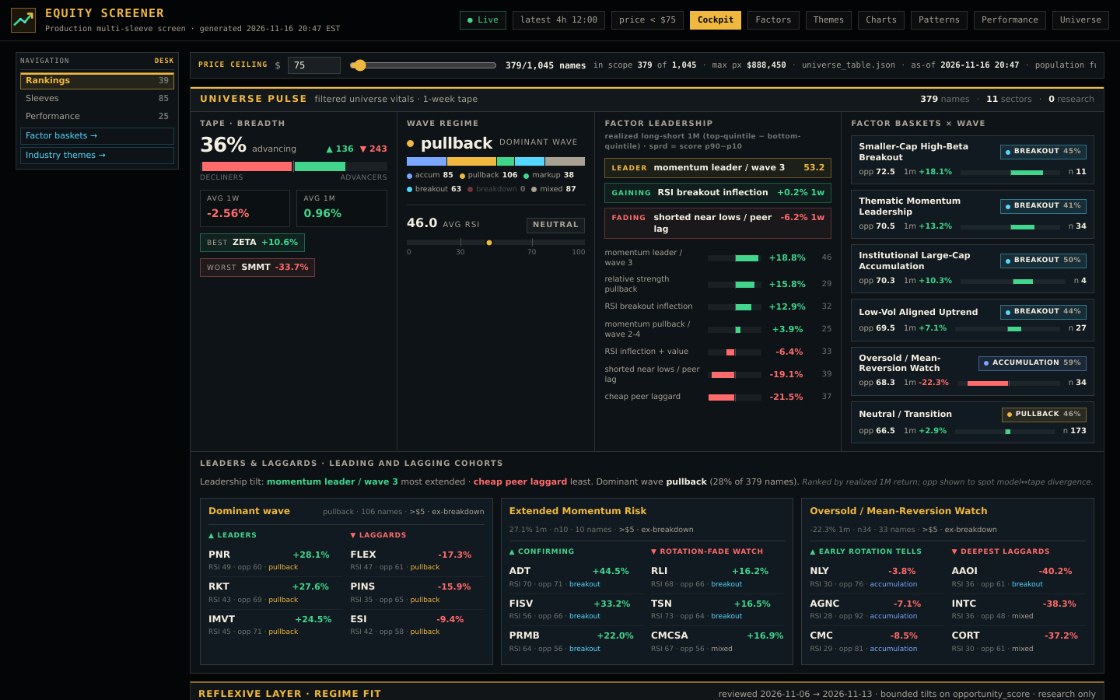 EQUITY SCREENER
Production multi-sleeve screen · generated 2026-11-16 20:47 EST
● Live
latest 4h 12:00
price < $75
Cockpit
Factors
Themes
Charts
Patterns
Performance
Universe
NAVIGATION DESK
Rankings 39
Sleeves 85
Performance 25
Factor baskets →
Industry themes →
PRICE CEILING $ 75 379/1,045 names in scope 379 of 1,045 · max px $888,450 · universe_table.json · as-of 2026-11-16 20:47 · population
UNIVERSE PULSE filtered universe vitals · 1-week tape
379 names · 11 sectors · 0 research
TAPE · BREADTH
36% advancing ▲ 136 ▼ 243
DECLINERS ADVANCERS
AVG 1W
-2.56%
AVG 1M
0.96%
BEST ZETA +10.6%
WORST SMMT -33.7%
WAVE REGIME
● pullback DOMINANT WAVE
● accum 85 ● pullback 106 ● markup 38
● breakout 63 ● breakdown 0 ● mixed 87
46.0 AVG RSI NEUTRAL
0 30 70 100
FACTOR LEADERSHIP
realized long-short 1M (top-quintile − bottom-
quintile) · sprd = score p90−p10
LEADER momentum leader / wave 3 53.2
GAINING RSI breakout inflection +0.2% 1w
FADING shorted near lows / peer
lag -6.2% 1w
momentum leader /
wave 3 +18.8% 46
relative strength
pullback +15.8% 29
RSI breakout inflection +12.9% 32
momentum pullback /
wave 2-4 +3.9% 25
RSI inflection + value -6.4% 33
shorted near lows / peer
lag -19.1% 39
cheap peer laggard -21.5% 37
FACTOR BASKETS × WAVE
Smaller-Cap High-Beta
Breakout ● BREAKOUT 45%
opp 72.5 1m +18.1% n 11
Thematic Momentum
Leadership ● BREAKOUT 41%
opp 70.5 1m +13.2% n 34
Institutional Large-Cap
Accumulation ● BREAKOUT 50%
opp 70.3 1m +10.3% n 4
Low-Vol Aligned Uptrend ● BREAKOUT 44%
opp 69.5 1m +7.1% n 27
Oversold / Mean-
Reversion Watch ● ACCUMULATION 59%
opp 68.3 1m -22.3% n 34
Neutral / Transition ● PULLBACK 46%
opp 66.5 1m +2.9% n 173
LEADERS & LAGGARDS · LEADING AND LAGGING COHORTS
Leadership tilt: momentum leader / wave 3 most extended · cheap peer laggard least. Dominant wave pullback (28% of 379 names). Ranked by realized 1M return; opp shown to spot model↔tape divergence.
Dominant wave pullback · 106 names · >$5 · ex-breakdown
▲ LEADERS ▼ LAGGARDS
PNR +28.1% FLEX -17.3%
RSI 49 · opp 60 · pullback RSI 47 · opp 61 · pullback
RKT +27.6% PINS -15.9%
RSI 43 · opp 69 · pullback RSI 35 · opp 65 · pullback
IMVT +24.5% ESI -9.4%
RSI 45 · opp 71 · pullback RSI 42 · opp 58 · pullback
Extended Momentum Risk
27.1% 1m · n10 · 10 names · >$5 · ex-breakdown
▲ CONFIRMING ▼ ROTATION-FADE WATCH
ADT +44.5% RLI +16.2%
RSI 70 · opp 71 · breakout RSI 68 · opp 66 · breakout
FISV +33.2% TSN +16.5%
RSI 56 · opp 66 · breakout RSI 73 · opp 64 · breakout
PRMB +22.0% CMCSA +16.9%
RSI 64 · opp 56 · breakout RSI 67 · opp 56 · mixed
Oversold / Mean-Reversion Watch
-22.3% 1m · n34 · 33 names · >$5 · ex-breakdown
▲ EARLY ROTATION TELLS ▼ DEEPEST LAGGARDS
NLY -3.8% AAOI -40.2%
RSI 30 · opp 76 · accumulation RSI 36 · opp 61 · breakout
AGNC -7.1% INTC -38.3%
RSI 28 · opp 92 · accumulation RSI 36 · opp 48 · mixed
CMC -8.5% CORT -37.2%
RSI 29 · opp 81 · accumulation RSI 30 · opp 61 · mixed
REFLEXIVE LAYER · REGIME FIT
reviewed 2026-11-06 → 2026-11-13 · bounded tilts on opportunity_score · research only